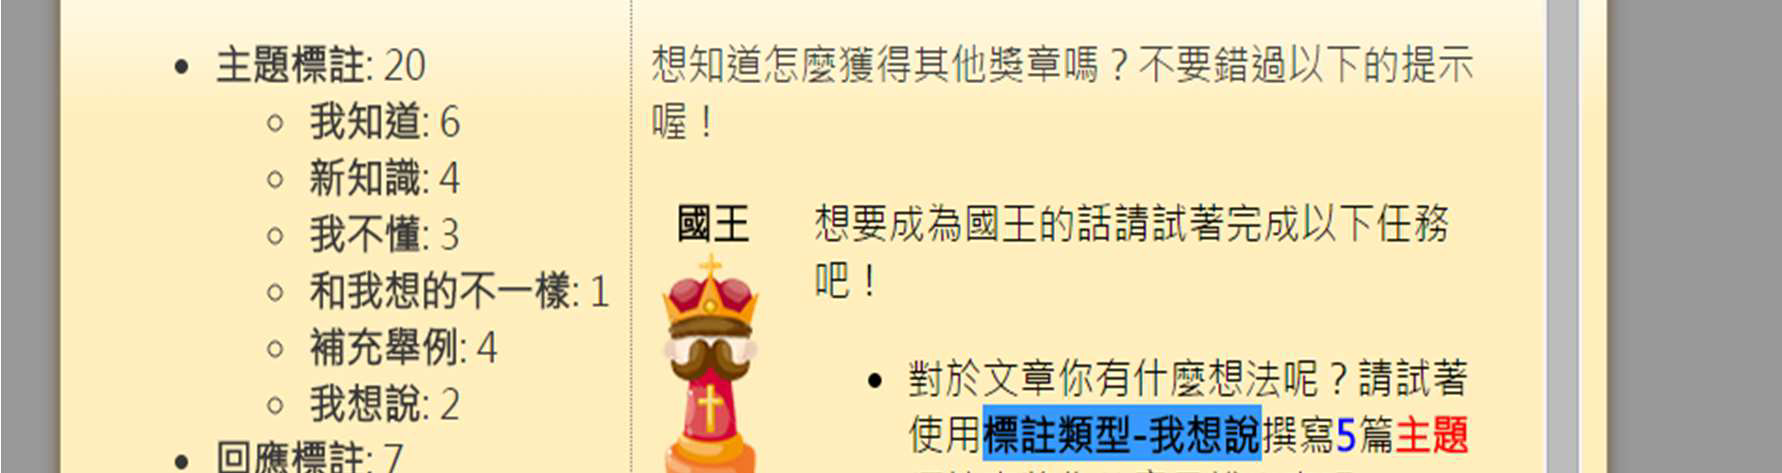 主題標註: 20
我知道: 6
新知識: 4
我不懂: 3
和我想的不一樣: 1
補充舉例: 4
我想說: 2
回應標註: 7
想知道怎麼獲得其他獎章嗎？不要錯過以下的提示
喔！
國王
想要成為國王的話請試著完成以下任務
吧！
對於文章你有什麼想法呢？請試著
使用標註類型-我想說撰寫5篇主題